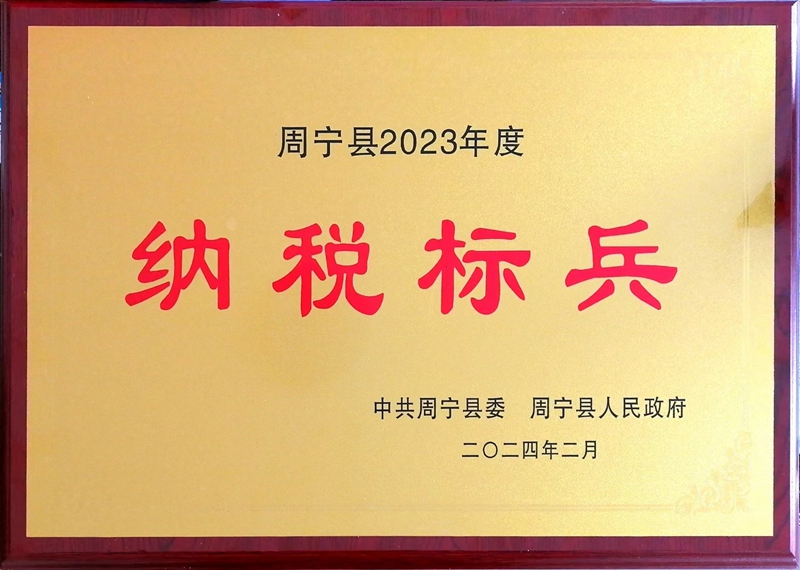 周宁县2023年度
纳税标兵
中共周宁县委 周宁县人民政府
二〇二四年二月